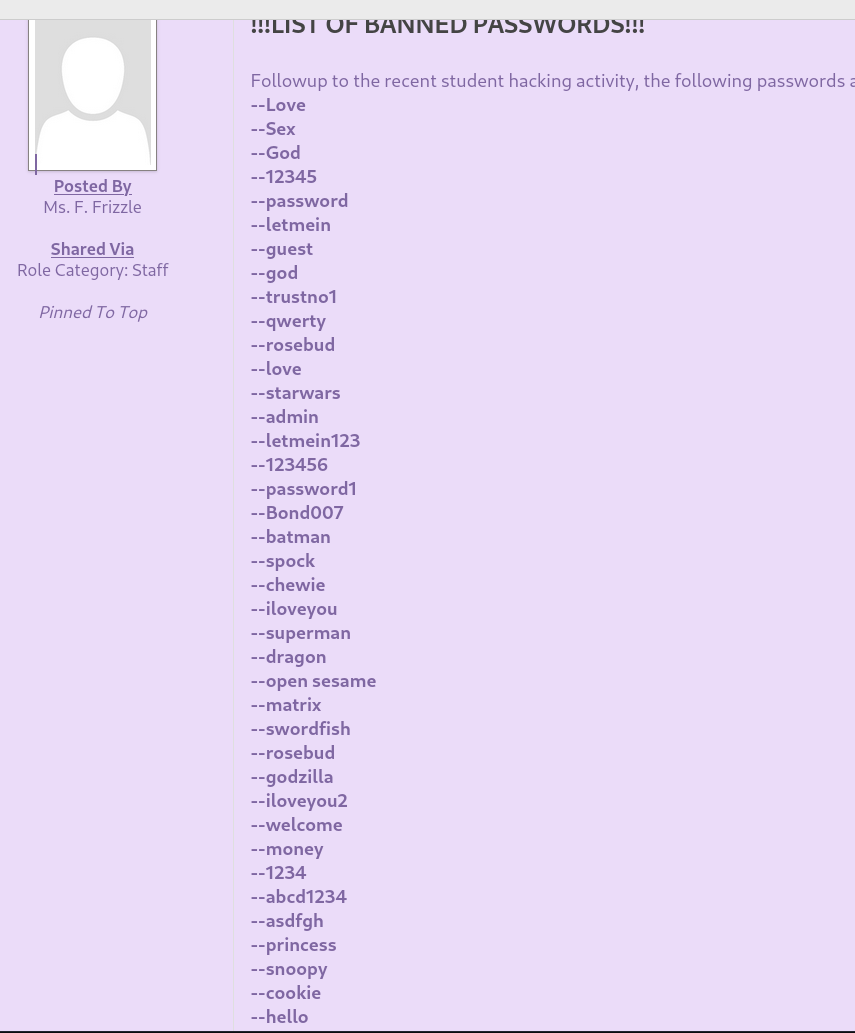 !!!LIST OF BANNED PASSWORDS!!!
Followup to the recent student hacking activity, the following passwords
--Love
--Sex
--God
--12345
--password
--letmein
--guest
--god
--trustno1
--qwerty
--rosebud
--love
--starwars
--admin
--letmein123
--123456
--password1
--Bond007
--batman
--spock
--chewie
--iloveyou
--superman
--dragon
--open sesame
--matrix
--swordfish
--rosebud
--godzilla
--iloveyou2
--welcome
--money
--1234
--abcd1234
--asdfgh
--princess
--snoopy
--cookie
--hello
Posted By
Ms. F. Frizzle
Shared Via
Role Category: Staff
Pinned To Top